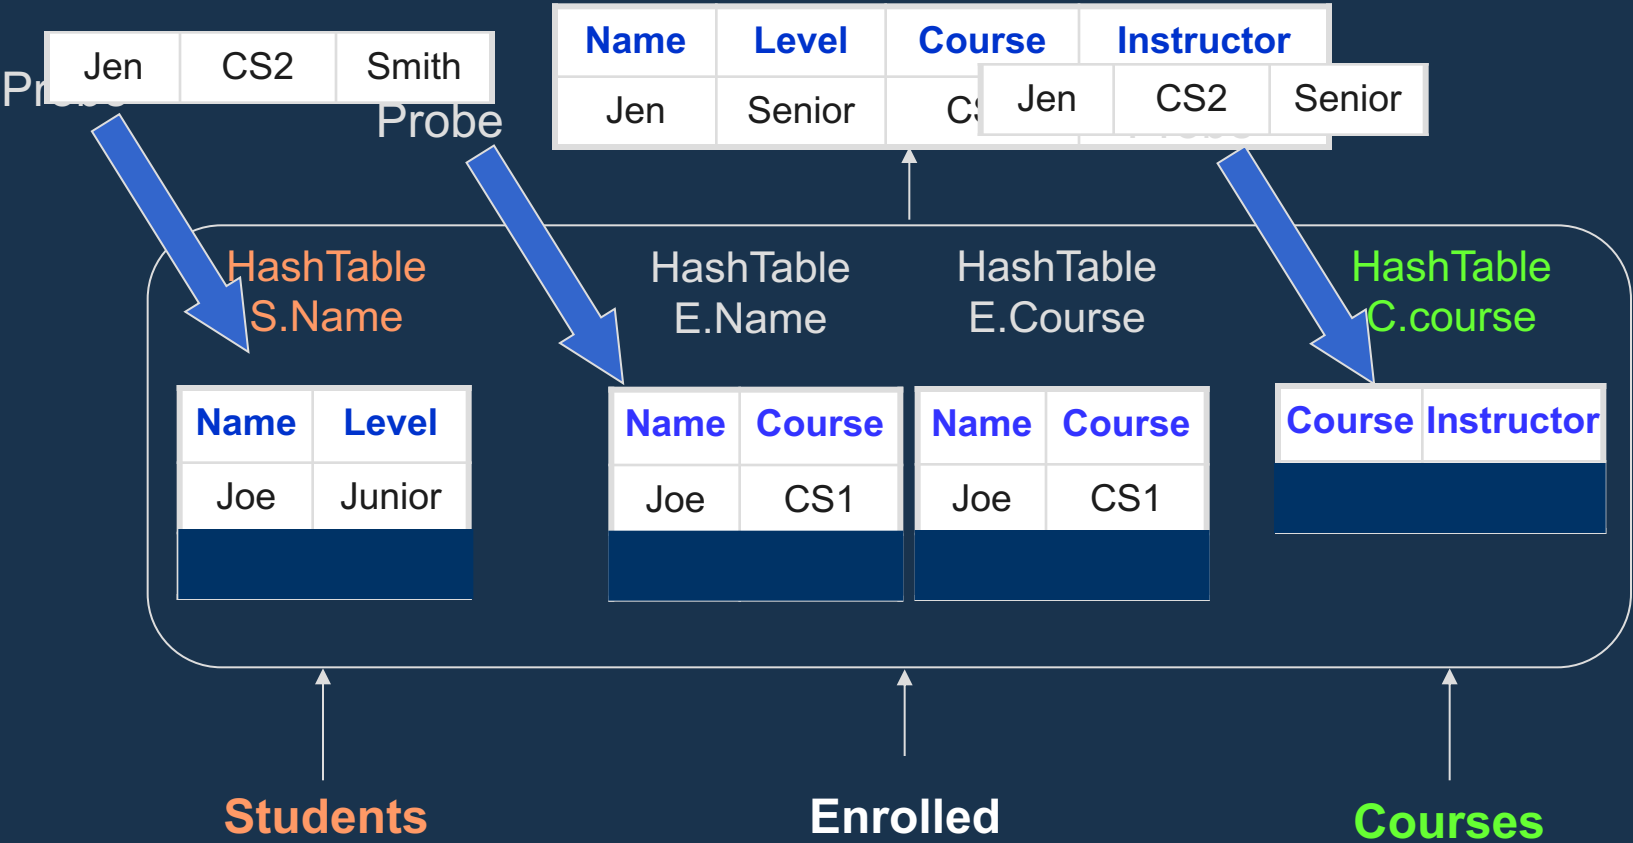 Jen CS2 Smith
Probe
Name Level Course Instructor
Jen Senior
Jen CS2 Senior
HashTable
S.Name
HashTable
E.Name
HashTable
E.Course
HashTable
C.course
Name Level
Joe Junior
Name Course
Joe CS1
Name Course
Joe CS1
Course Instructor
Students
Enrolled
Courses